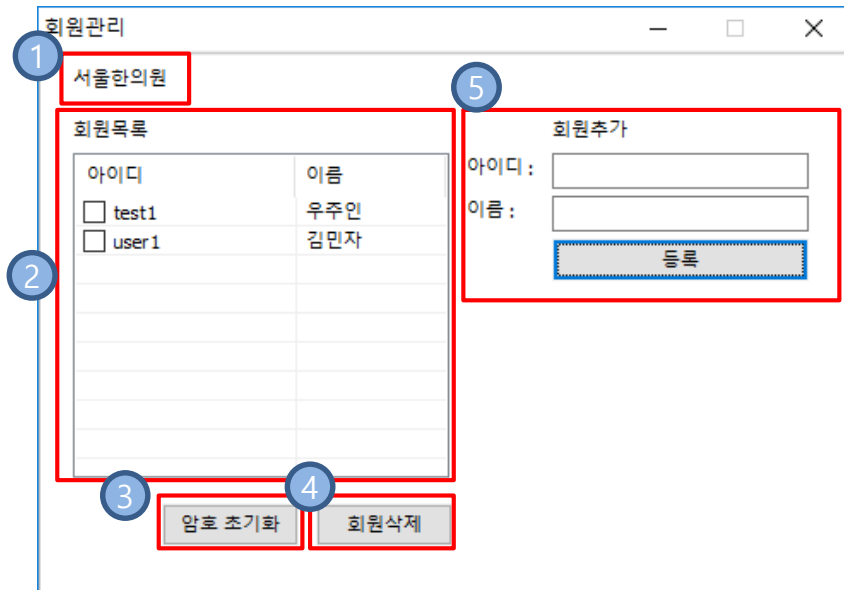 회원관리
1
서울한의원
2
회원목록
아이디 이름
test1 우주인
user1 김민자
3
암호 초기화
4
회원삭제
5
회원추가
아이디 :
이름 :
등록